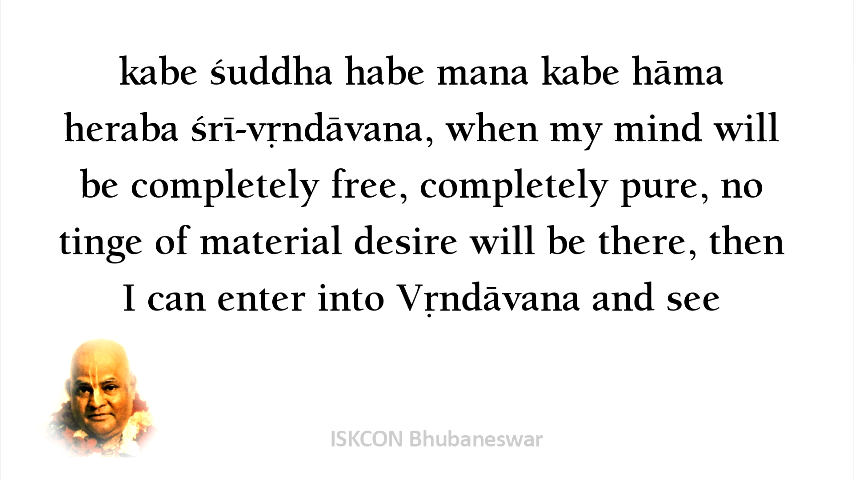 kabe śuddha habe mana kabe hāma
heraba śrī-vṛndāvana, when my mind will
be completely free, completely pure, no
tinge of material desire will be there, then
I can enter into Vṛndāvana and see
ISKCON Bhubaneswar